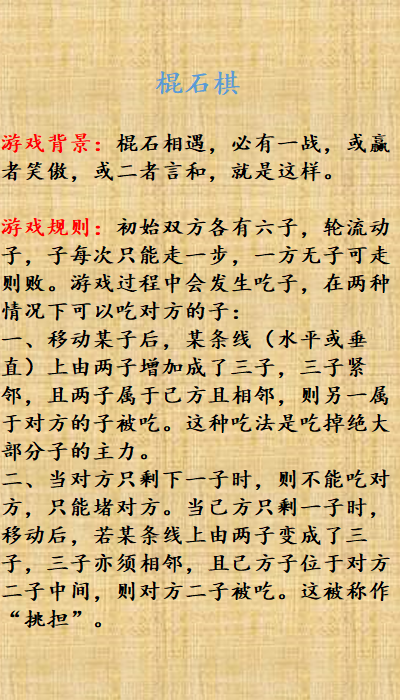 棍石棋
游戏背景：棍石相遇，必有一战，或赢
者笑傲，或二者言和，就是这样。
游戏规则：初始双方各有六子，轮流动
子，子每次只能走一步，一方无子可走
则败。游戏过程中会发生吃子，在两种
情况下可以吃对方的子：
一、移动某子后，某条线（水平或垂
直）上由两子增加成了三子，三子紧
邻，且两子属于己方且相邻，则另一属
于对方的子被吃。这种吃法是吃掉绝大
部分子的主力。
二、当对方只剩下一子时，则不能吃对
方，只能堵对方。当己方只剩一子时，
移动后，若某条线上由两子变成了三
子，三子亦须相邻，且己方子位于对方
二子中间，则对方二子被吃。这被称作
“挑担”。